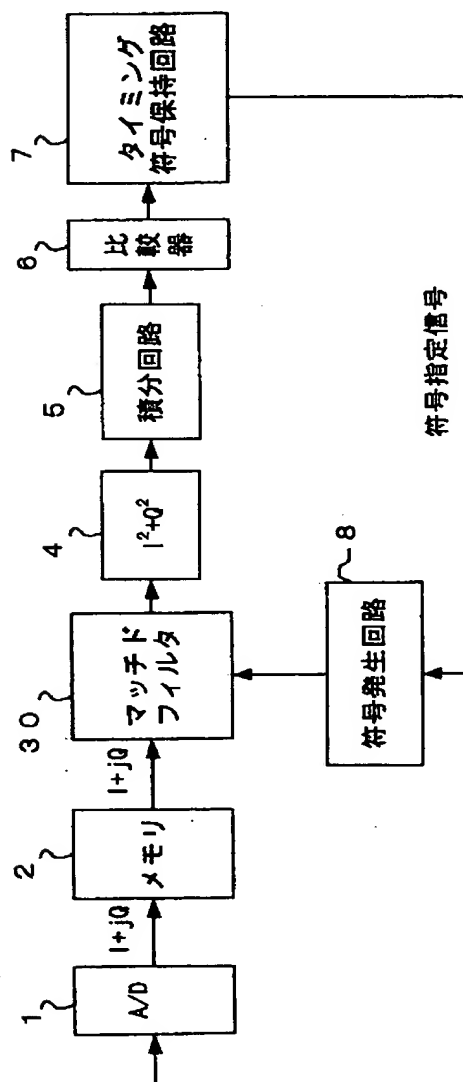 1
A/D
I+jQ
2
メモリ
I+jQ
30
マッチド
フィルタ
4
I²+Q²
5
積分回路
6
比較器
7
タイミング
符号保持回路
8
符号発生回路
符号指定信号